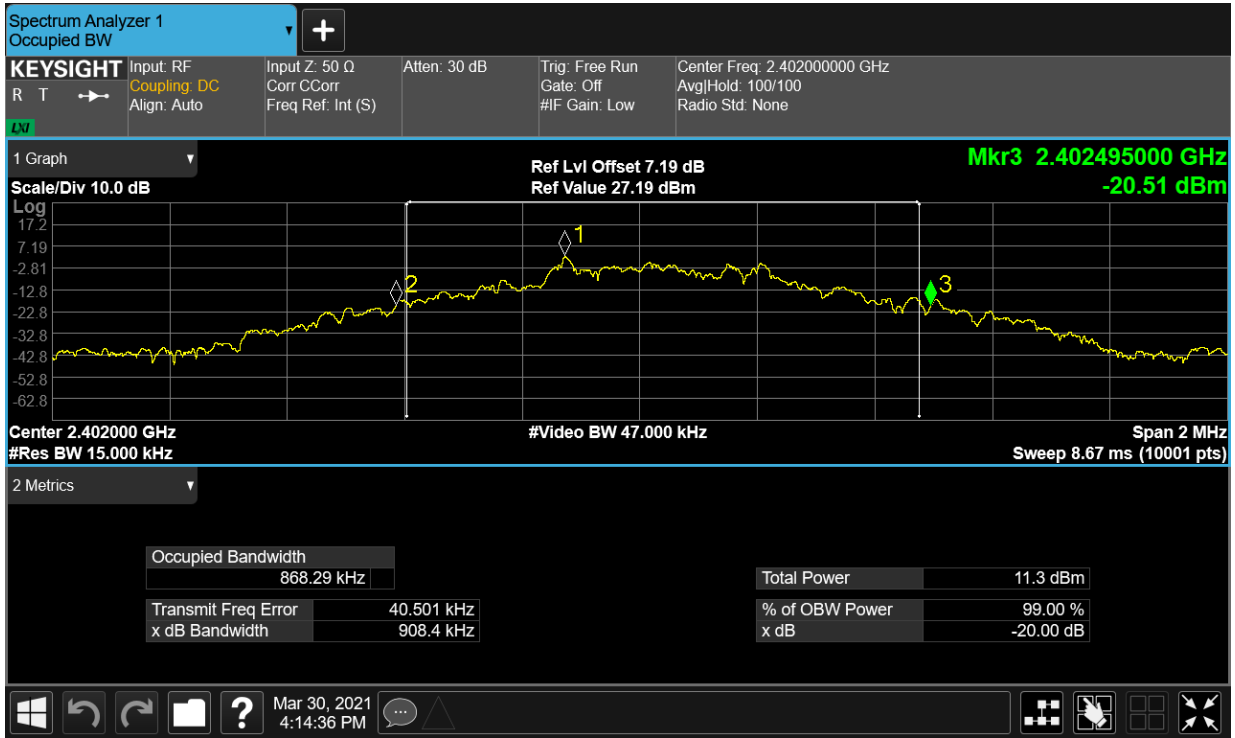 Spectrum Analyzer 1
Occupied BW
KEYSIGHT
R T
LXI
Input: RF
Coupling: DC
Align: Auto
Input Z: 50 Ω
Corr CCorr
Freq Ref: Int (S)
Atten: 30 dB
Trig: Free Run
Gate: Off
#IF Gain: Low
Center Freq: 2.402000000 GHz
Avg|Hold: 100/100
Radio Std: None
1 Graph
Scale/Div 10.0 dB
Ref Lvl Offset 7.19 dB
Ref Value 27.19 dBm
Mkr3 2.402495000 GHz
-20.51 dBm
Log
17.2
7.19
-2.81
-12.8
-22.8
-32.8
-42.8
-52.8
-62.8
1
2
3
Center 2.402000 GHz
#Video BW 47.000 kHz
Span 2 MHz
#Res BW 15.000 kHz
Sweep 8.67 ms (10001 pts)
2 Metrics
Occupied Bandwidth
868.29 kHz
Transmit Freq Error 40.501 kHz
x dB Bandwidth 908.4 kHz
Total Power 11.3 dBm
% of OBW Power 99.00 %
x dB -20.00 dB
?
Mar 30, 2021
4:14:36 PM